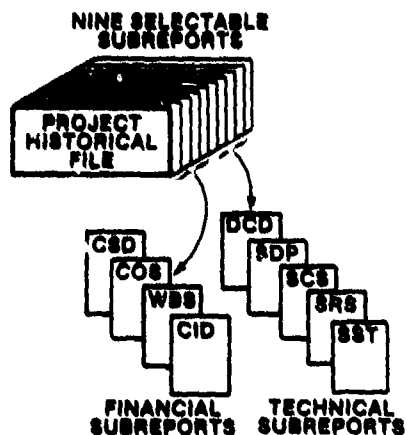 NINE SELECTABLE
SUBREPORTS
PROJECT
HISTORICAL
FILE
CSD
COS
WBS
CID
DCD
SDP
SCS
SRS
SST
FINANCIAL
SUBREPORTS
TECHNICAL
SUBREPORTS